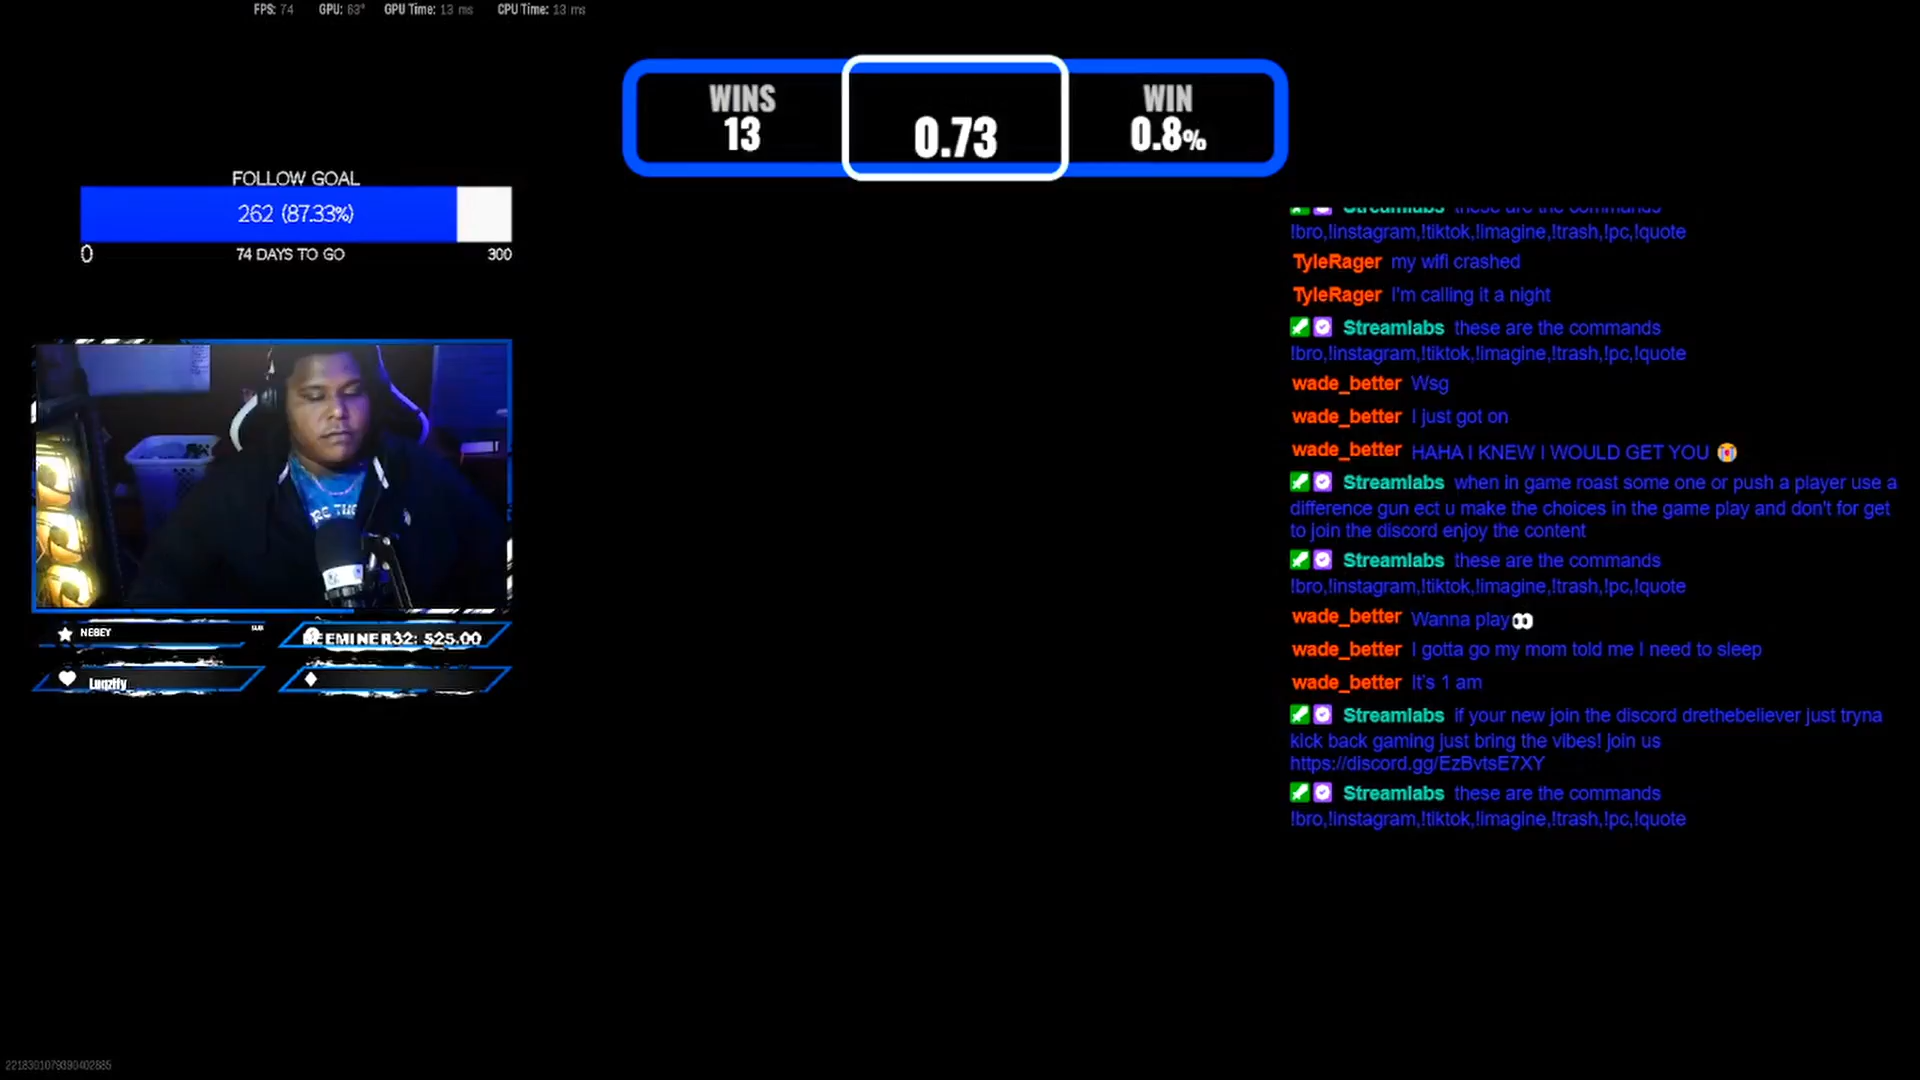 FPS: 74 GPU: 63° GPU Time: 13 ms CPU Time: 13 ms
WINS
13
0.73
WIN
0.8%
FOLLOW GOAL
262 (87.33%)
0 74 DAYS TO GO 300
NEBEY
EEMINER32: $25.00
Luqzify
Streamlabs these are the commands
!bro,!instagram,!tiktok,!imagine,!trash,!pc,!quote
TyleRager my wifi crashed
TyleRager I'm calling it a night
Streamlabs these are the commands
!bro,!instagram,!tiktok,!imagine,!trash,!pc,!quote
wade_better Wsg
wade_better I just got on
wade_better HAHA I KNEW I WOULD GET YOU 😭
Streamlabs when in game roast some one or push a player use a
difference gun ect u make the choices in the game play and don't for get
to join the discord enjoy the content
Streamlabs these are the commands
!bro,!instagram,!tiktok,!imagine,!trash,!pc,!quote
wade_better Wanna play👀
wade_better I gotta go my mom told me I need to sleep
wade_better It's 1 am
Streamlabs if your new join the discord drethebeliever just tryna
kick back gaming just bring the vibes! join us
https://discord.gg/EzBvtsE7XY
Streamlabs these are the commands
!bro,!instagram,!tiktok,!imagine,!trash,!pc,!quote